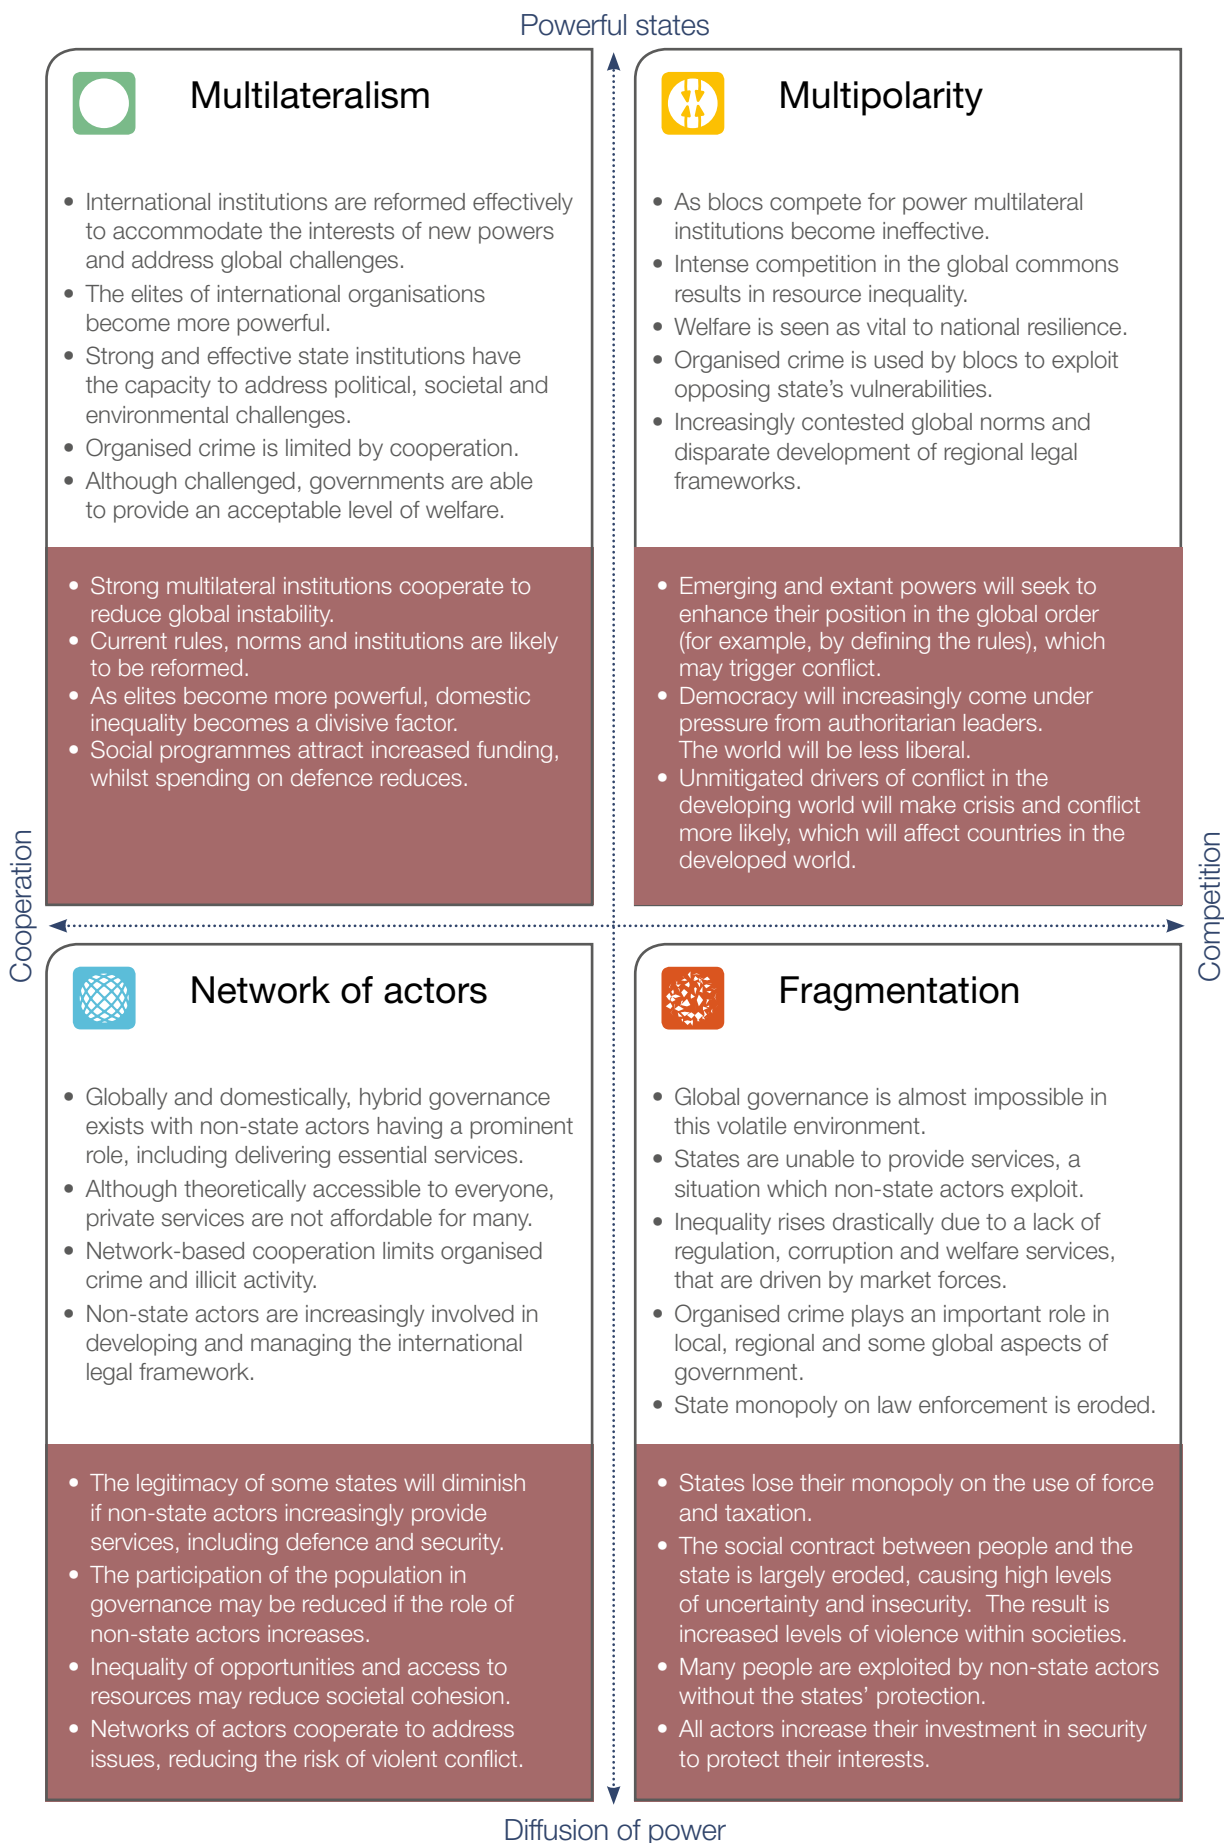 Powerful states
Multilateralism
• International institutions are reformed effectively
to accommodate the interests of new powers
and address global challenges.
• The elites of international organisations
become more powerful.
• Strong and effective state institutions have
the capacity to address political, societal and
environmental challenges.
• Organised crime is limited by cooperation.
• Although challenged, governments are able
to provide an acceptable level of welfare.
• Strong multilateral institutions cooperate to
reduce global instability.
• Current rules, norms and institutions are likely
to be reformed.
• As elites become more powerful, domestic
inequality becomes a divisive factor.
• Social programmes attract increased funding,
whilst spending on defence reduces.
Multipolarity
• As blocs compete for power multilateral
institutions become ineffective.
• Intense competition in the global commons
results in resource inequality.
• Welfare is seen as vital to national resilience.
• Organised crime is used by blocs to exploit
opposing state's vulnerabilities.
• Increasingly contested global norms and
disparate development of regional legal
frameworks.
• Emerging and extant powers will seek to
enhance their position in the global order
(for example, by defining the rules), which
may trigger conflict.
• Democracy will increasingly come under
pressure from authoritarian leaders.
The world will be less liberal.
• Unmitigated drivers of conflict in the
developing world will make crisis and conflict
more likely, which will affect countries in the
developed world.
Cooperation
Competition
Network of actors
• Globally and domestically, hybrid governance
exists with non-state actors having a prominent
role, including delivering essential services.
• Although theoretically accessible to everyone,
private services are not affordable for many.
• Network-based cooperation limits organised
crime and illicit activity.
• Non-state actors are increasingly involved in
developing and managing the international
legal framework.
• The legitimacy of some states will diminish
if non-state actors increasingly provide
services, including defence and security.
• The participation of the population in
governance may be reduced if the role of
non-state actors increases.
• Inequality of opportunities and access to
resources may reduce societal cohesion.
• Networks of actors cooperate to address
issues, reducing the risk of violent conflict.
Fragmentation
• Global governance is almost impossible in
this volatile environment.
• States are unable to provide services, a
situation which non-state actors exploit.
• Inequality rises drastically due to a lack of
regulation, corruption and welfare services,
that are driven by market forces.
• Organised crime plays an important role in
local, regional and some global aspects of
government.
• State monopoly on law enforcement is eroded.
• States lose their monopoly on the use of force
and taxation.
• The social contract between people and the
state is largely eroded, causing high levels
of uncertainty and insecurity.  The result is
increased levels of violence within societies.
• Many people are exploited by non-state actors
without the states' protection.
• All actors increase their investment in security
to protect their interests.
Diffusion of power